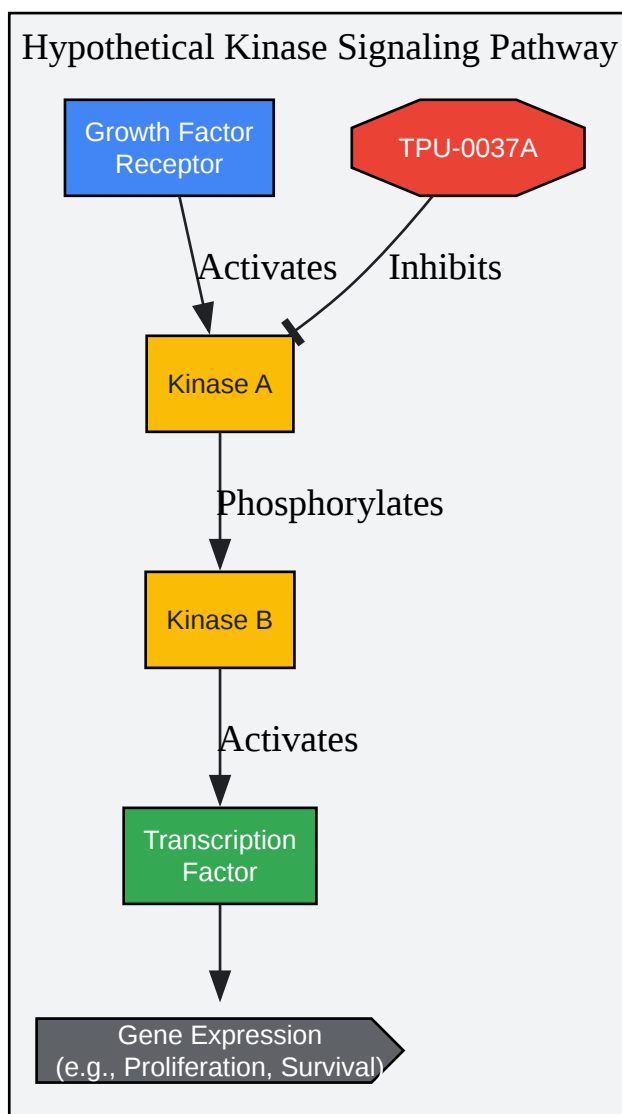 Hypothetical Kinase Signaling Pathway
Growth Factor
Receptor
TPU-0037A
Activates
Inhibits
Kinase A
Phosphorylates
Kinase B
Activates
Transcription
Factor
Gene Expression
(e.g., Proliferation, Survival)